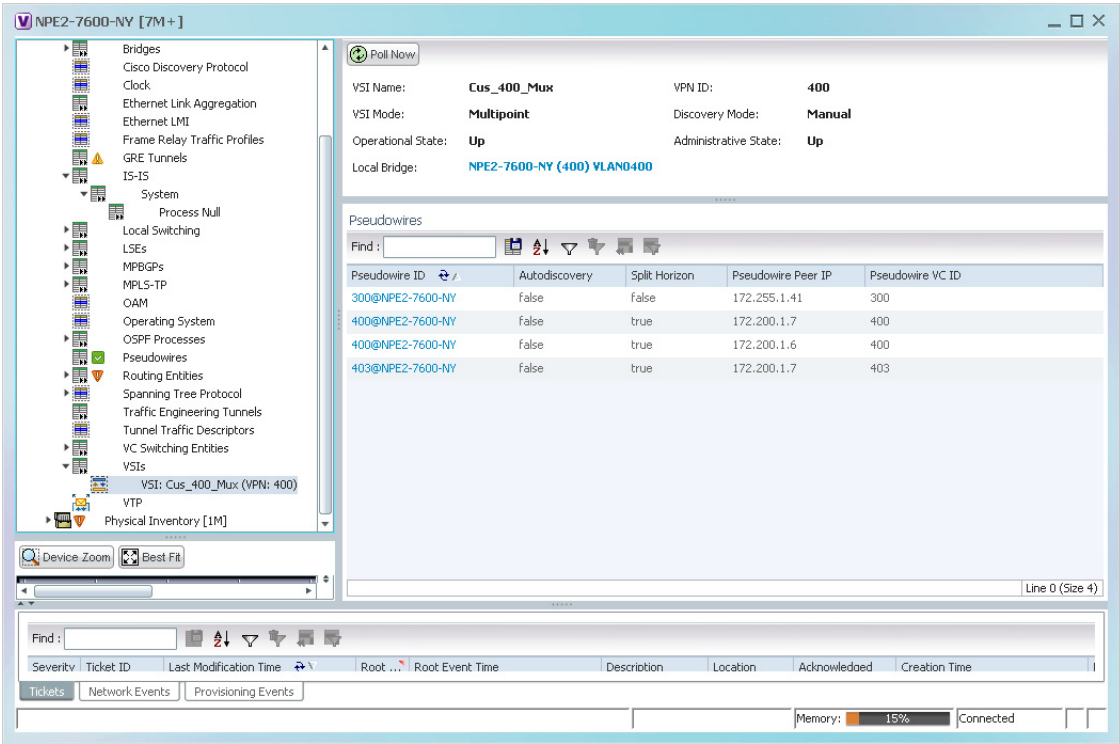 NPE2-7600-NY [7M+]
Bridges
Cisco Discovery Protocol
Clock
Ethernet Link Aggregation
Ethernet LMI
Frame Relay Traffic Profiles
GRE Tunnels
IS-IS
System
Process Null
Local Switching
LSEs
MPBGPs
MPLS-TP
OAM
Operating System
OSPF Processes
Pseudowires
Routing Entities
Spanning Tree Protocol
Traffic Engineering Tunnels
Tunnel Traffic Descriptors
VC Switching Entities
VSIs
VSI: Cus_400_Mux (VPN: 400)
VTP
Physical Inventory [1M]
Device Zoom Best Fit
Poll Now
VSI Name: Cus_400_Mux VPN ID: 400
VSI Mode: Multipoint Discovery Mode: Manual
Operational State: Up Administrative State: Up
Local Bridge: NPE2-7600-NY (400) VLAN0400
Pseudowires
Find :
Pseudowire ID Autodiscovery Split Horizon Pseudowire Peer IP Pseudowire VC ID
300@NPE2-7600-NY false false 172.255.1.41 300
400@NPE2-7600-NY false true 172.200.1.7 400
400@NPE2-7600-NY false true 172.200.1.6 400
403@NPE2-7600-NY false true 172.200.1.7 403
Line 0 (Size 4)
Find :
Severity Ticket ID Last Modification Time Root ... Root Event Time Description Location Acknowledged Creation Time
Tickets Network Events Provisioning Events
Memory: 15% Connected